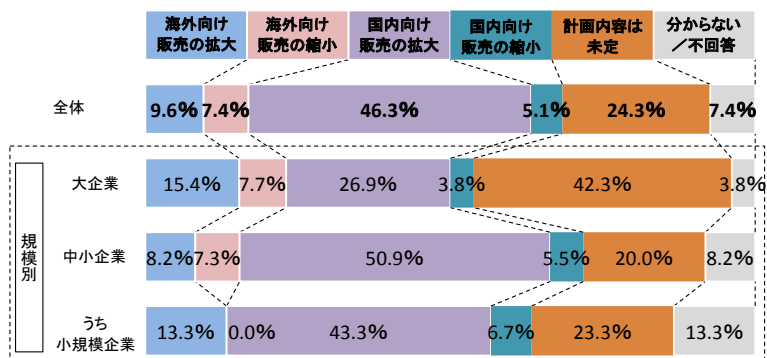 海外向け
販売の拡大
海外向け
販売の縮小
国内向け
販売の拡大
国内向け
販売の縮小
計画内容は
未定
分からない
／不回答
全体
9.6%
7.4%
46.3%
5.1%
24.3%
7.4%
規模別
大企業
15.4%
7.7%
26.9%
3.8%
42.3%
3.8%
中小企業
8.2%
7.3%
50.9%
5.5%
20.0%
8.2%
うち
小規模企業
13.3%
0.0%
43.3%
6.7%
23.3%
13.3%